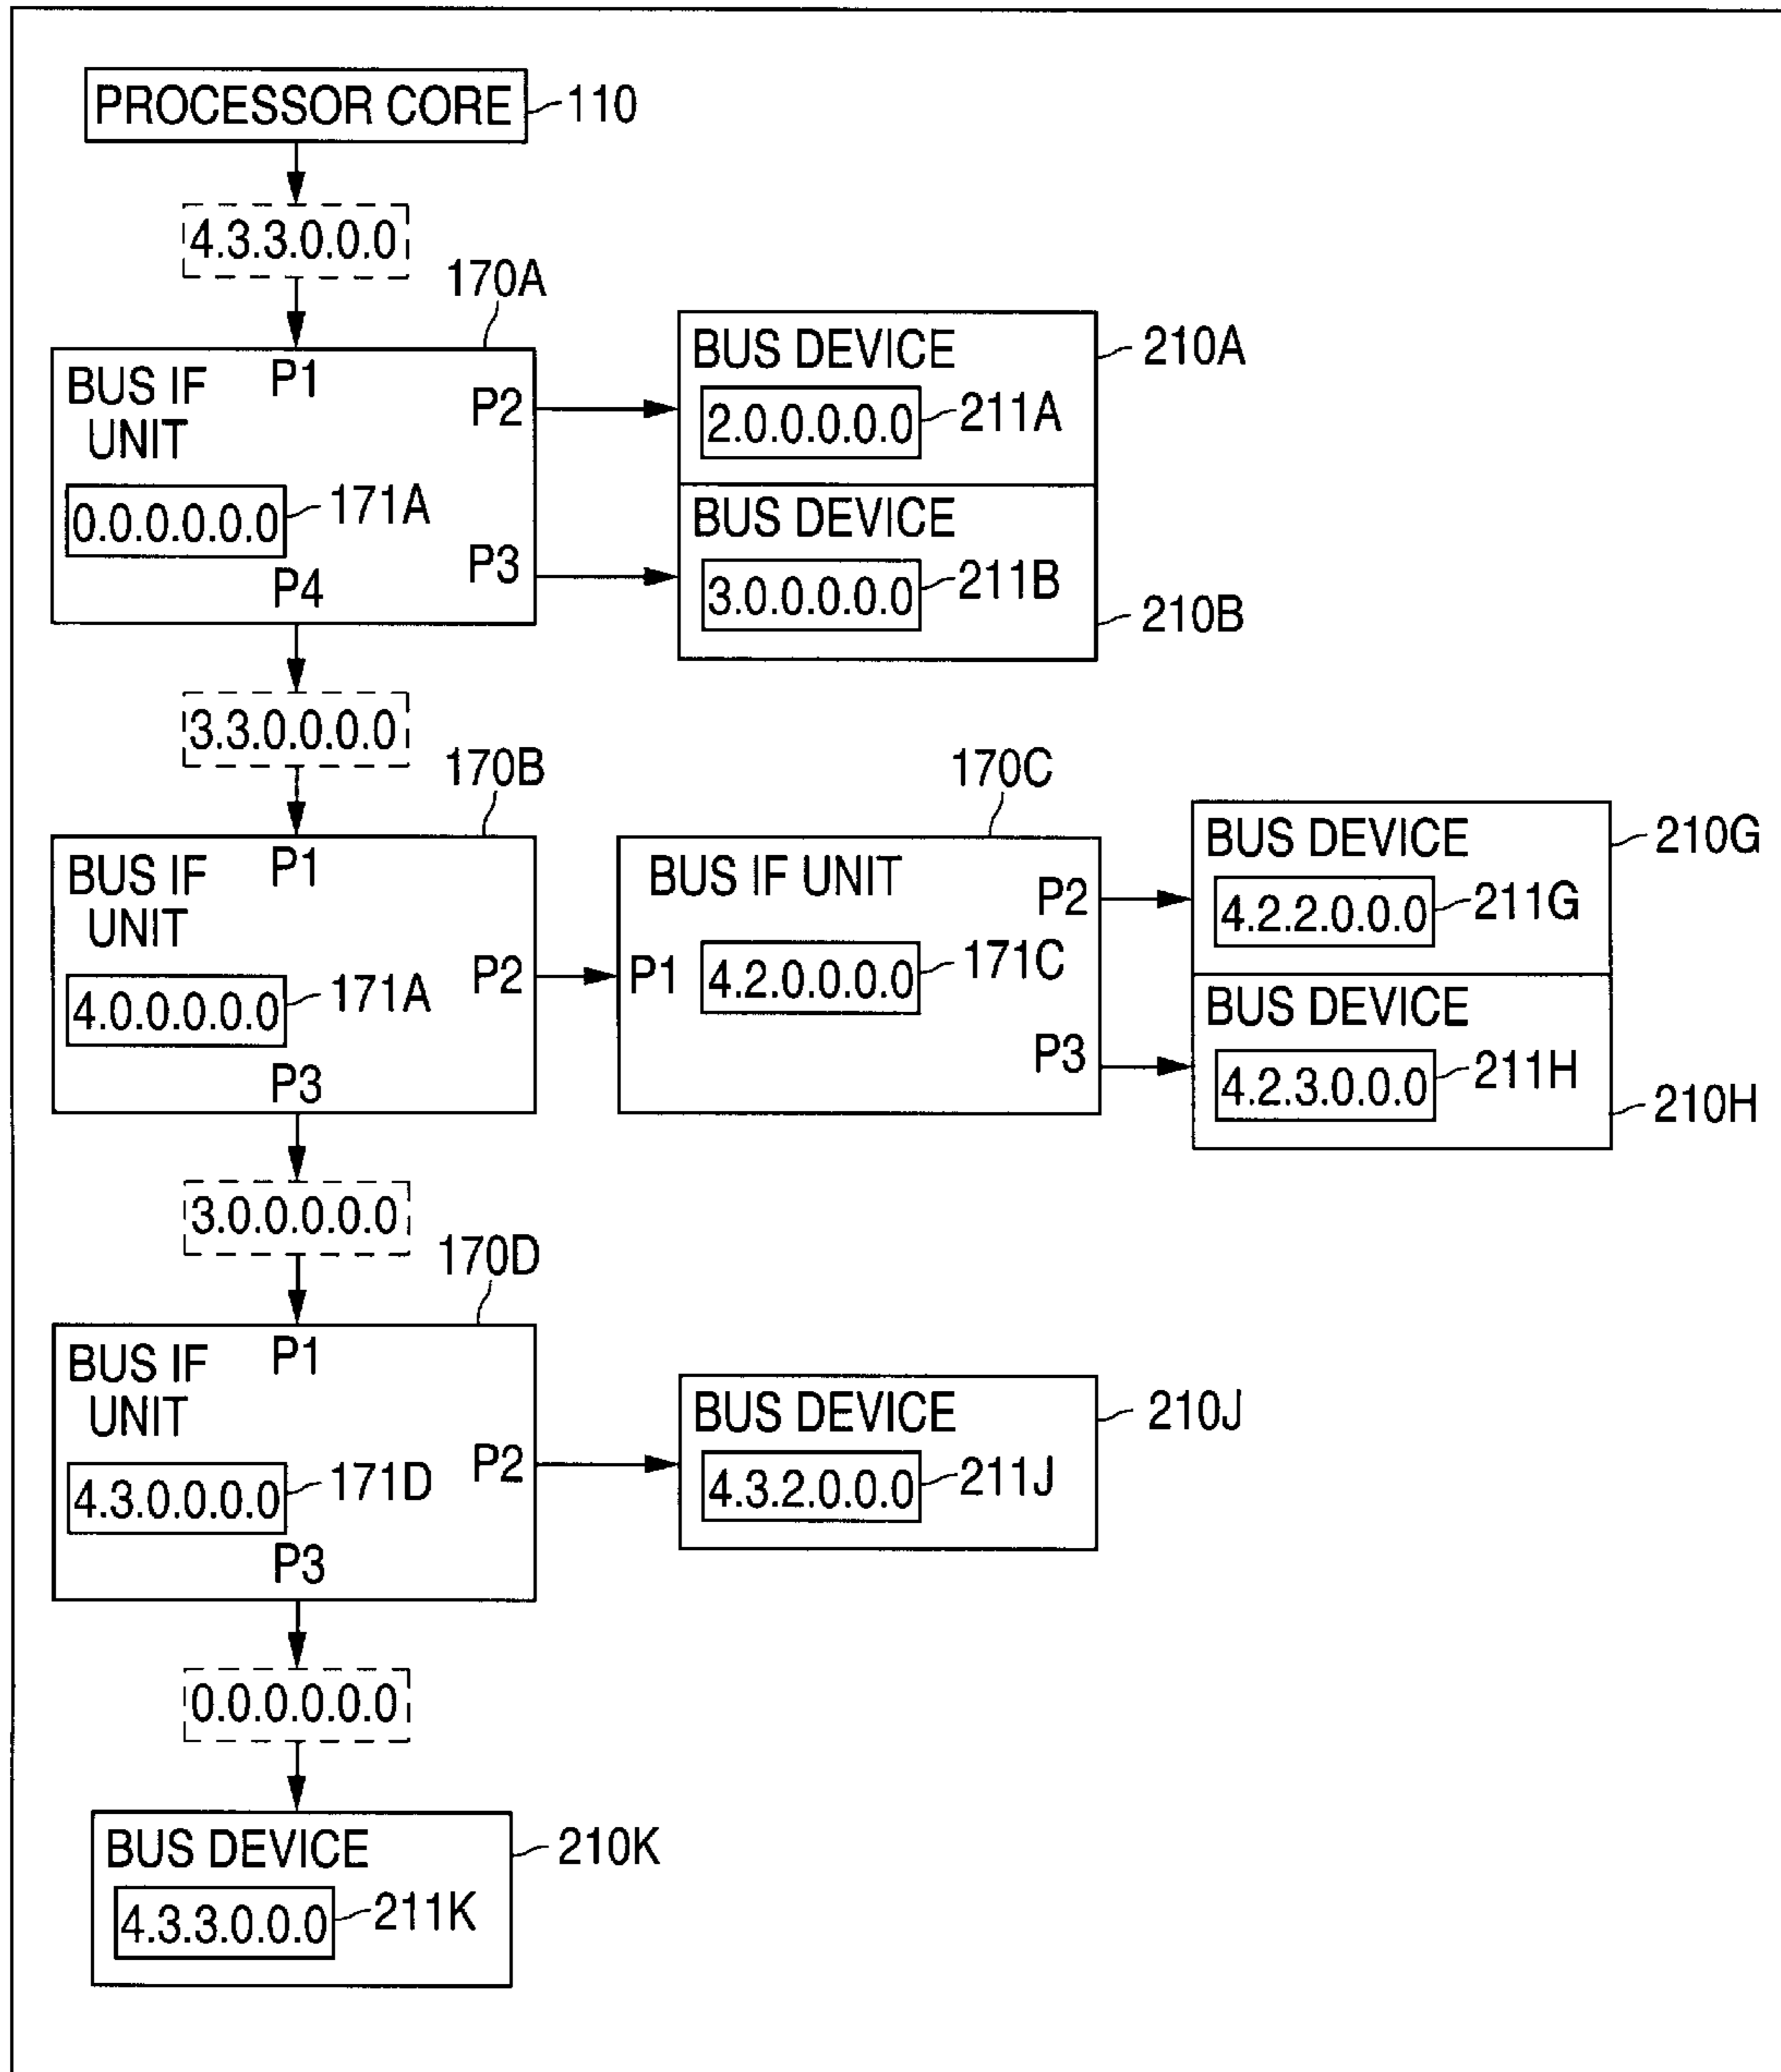 PROCESSOR CORE
110
4.3.3.0.0.0
170A
P1
BUS IF
UNIT
P2
0.0.0.0.0.0
171A
P3
P4
BUS DEVICE
210A
2.0.0.0.0.0
211A
BUS DEVICE
3.0.0.0.0.0
211B
210B
3.3.0.0.0.0
170B
P1
BUS IF
UNIT
4.0.0.0.0.0
171A
P2
P3
170C
BUS IF UNIT
P2
P1
4.2.0.0.0.0
171C
P3
BUS DEVICE
210G
4.2.2.0.0.0
211G
BUS DEVICE
4.2.3.0.0.0
211H
210H
3.0.0.0.0.0
170D
P1
BUS IF
UNIT
P2
4.3.0.0.0.0
171D
P3
BUS DEVICE
210J
4.3.2.0.0.0
211J
0.0.0.0.0.0
BUS DEVICE
210K
4.3.3.0.0.0
211K